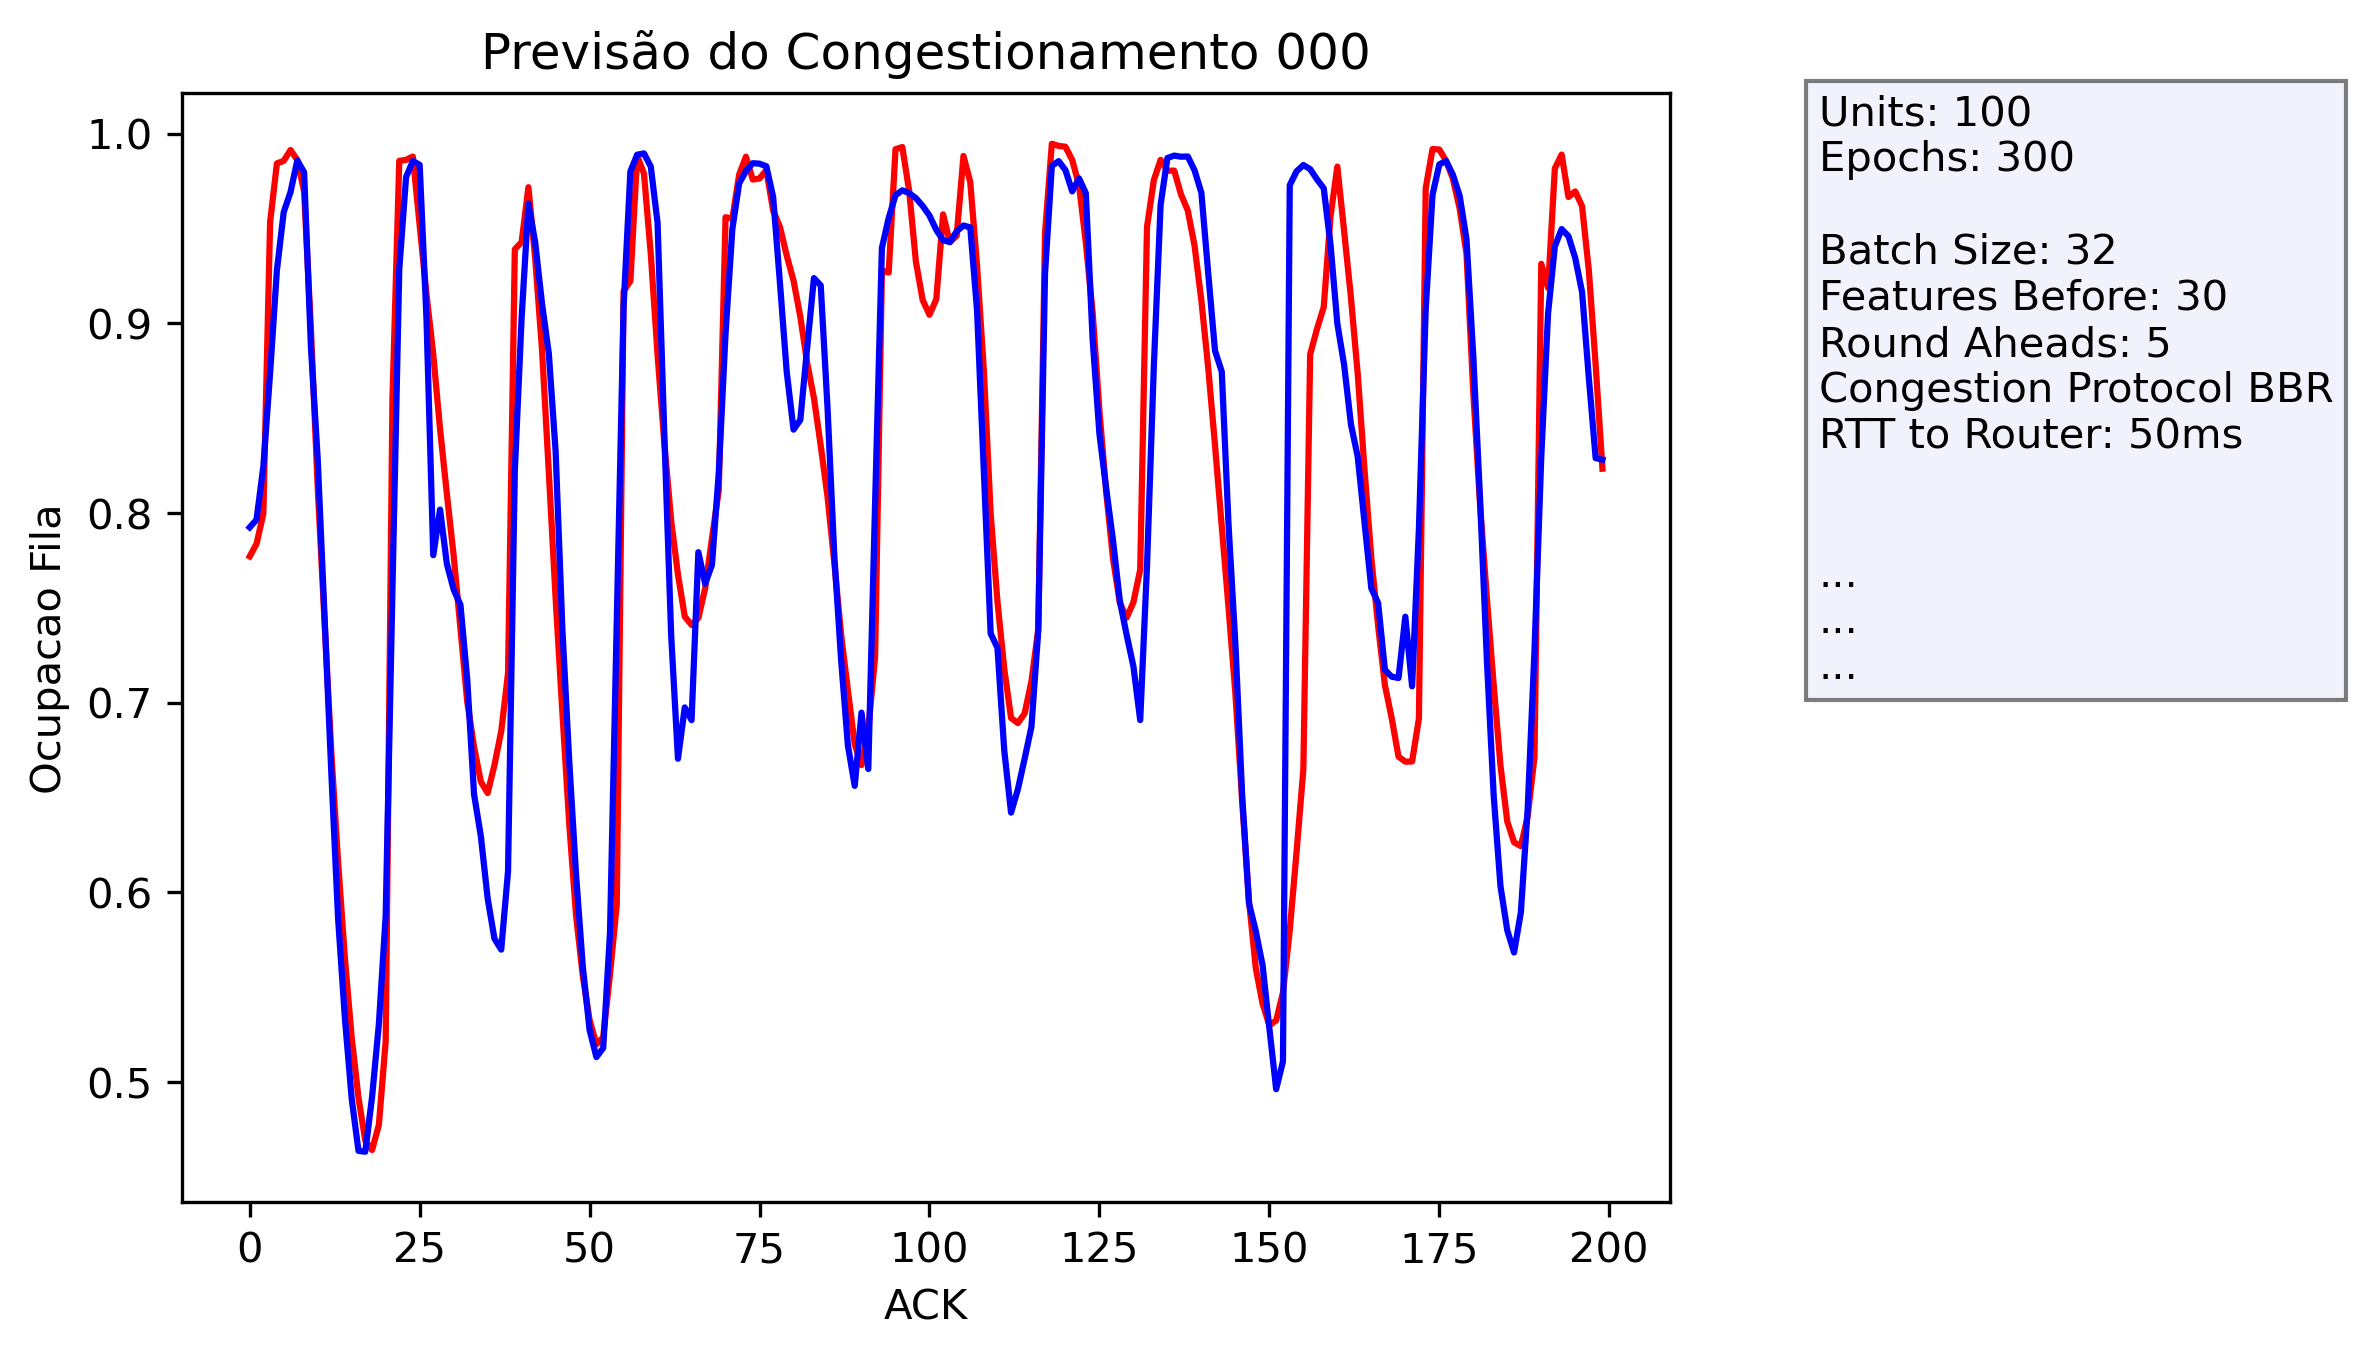 Previsão do Congestionamento 000
Units: 100
Epochs: 300
Batch Size: 32
Features Before: 30
Round Aheads: 5
Congestion Protocol BBR
RTT to Router: 50ms
...
...
...
Ocupacao Fila
1.0
0.9
0.8
0.7
0.6
0.5
0 25 50 75 100 125 150 175 200
ACK